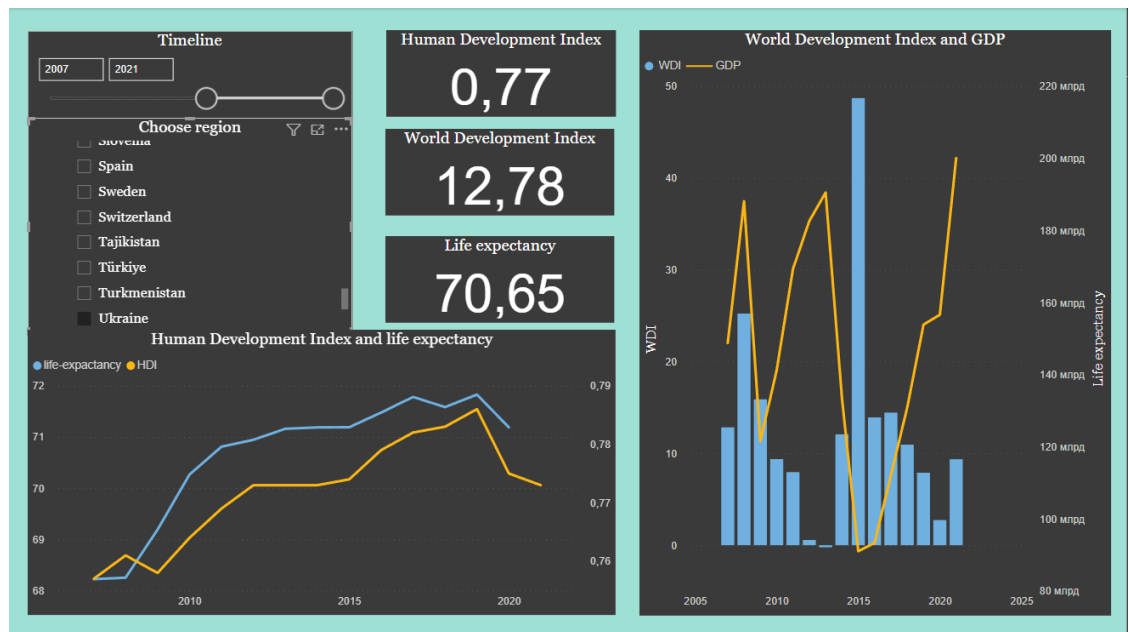 Timeline
2007
2021
Choose region
Slovenia
Spain
Sweden
Switzerland
Tajikistan
Türkiye
Turkmenistan
Ukraine
Human Development Index
0,77
World Development Index
12,78
Life expectancy
70,65
Human Development Index and life expectancy
life-expactancy HDI
72
71
70
69
68
0,79
0,78
0,77
0,76
2010 2015 2020
World Development Index and GDP
WDI GDP
50
40
30
20
10
0
WDI
220 млрд
200 млрд
180 млрд
160 млрд
140 млрд
120 млрд
100 млрд
80 млрд
Life expectancy
2005 2010 2015 2020 2025